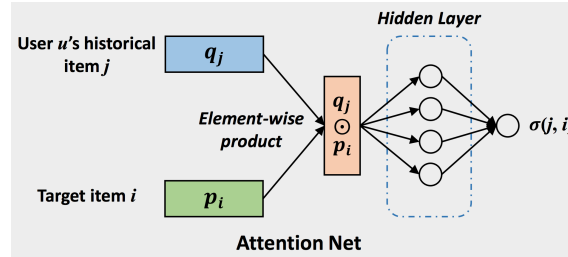 Hidden Layer
User u's historical
item j
q_j
Element-wise
product
q_j
⊙
p_i
σ(j, i
Target item i
p_i
Attention Net